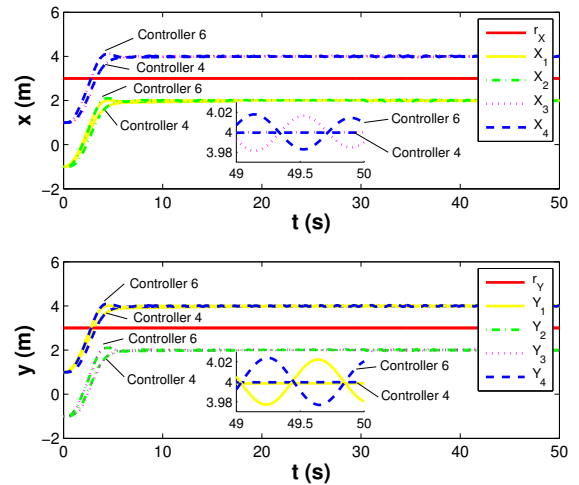 6
4
2
0
−2
x (m)
Controller 6
Controller 4
Controller 6
Controller 4
4.02
4
3.98
49
49.5
50
Controller 6
Controller 4
r_X
X_1
X_2
X_3
X_4
0
10
20
30
40
50
t (s)
6
4
2
0
−2
y (m)
Controller 6
Controller 4
Controller 6
Controller 4
4.02
4
3.98
49
49.5
50
Controller 6
Controller 4
r_Y
Y_1
Y_2
Y_3
Y_4
0
10
20
30
40
50
t (s)